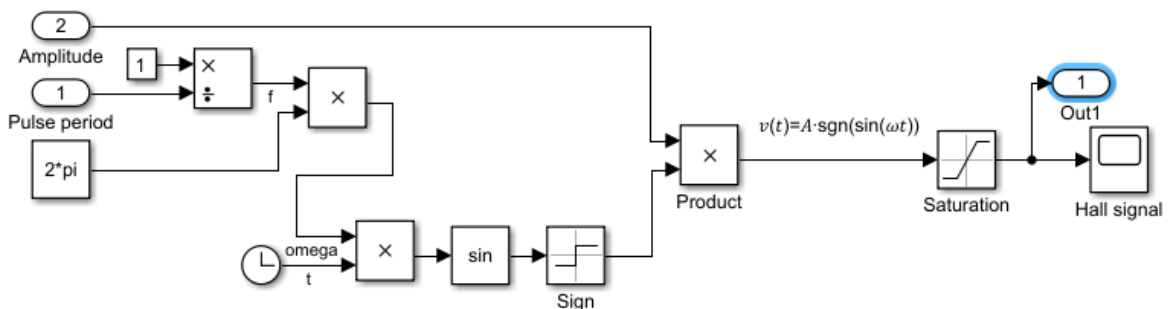 2
Amplitude
1
×
÷
1
Pulse period
f
×
2*pi
omega
t
×
sin
Sign
×
Product
v(t)=A·sgn(sin(ωt))
Saturation
1
Out1
Hall signal